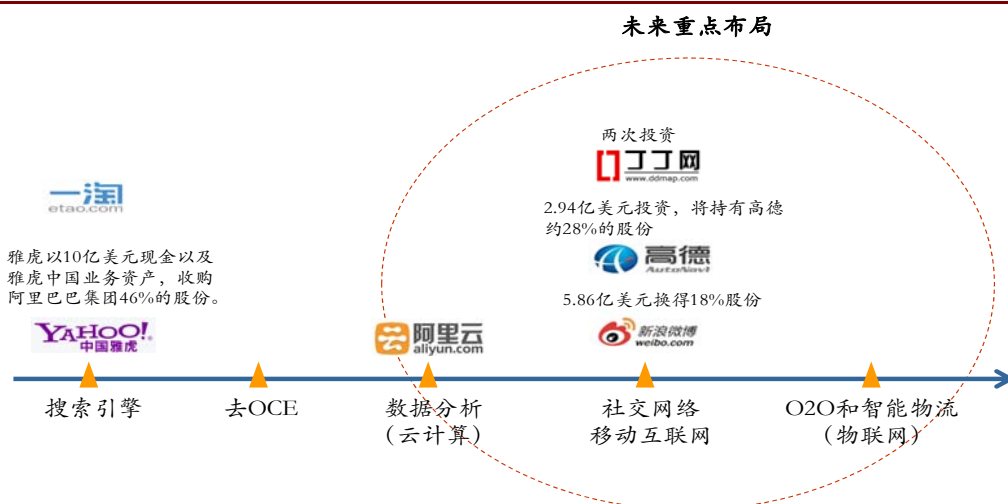 未来重点布局
两次投资
丁丁网
www.ddmap.com
一淘
etao.com
2.94亿美元投资，将持有高德
约28%的股份
雅虎以10亿美元现金以及
雅虎中国业务资产，收购
阿里巴巴集团46%的股份。
高德
AutoNavi
5.86亿美元换得18%股份
YAHOO!
中国雅虎
阿里云
aliyun.com
新浪微博
weibo.com
搜索引擎
去OCE
数据分析
（云计算）
社交网络
移动互联网
O2O和智能物流
（物联网）